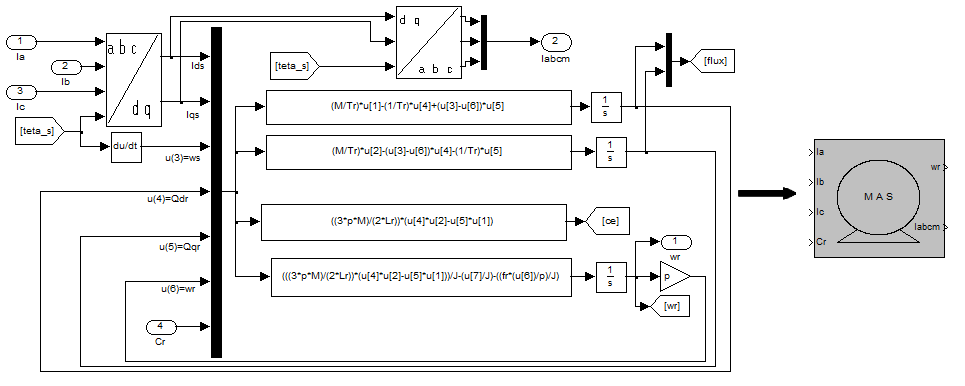 1
Ia
2
Ib
3
Ic
[teta_s]
a b c
d q
du/dt
Ids
Iqs
u(3)=ws
u(4)=Qdr
u(5)=Qqr
u(6)=wr
4
Cr
[teta_s]
d q
a b c
2
Iabcm
(M/Tr)*u[1]-(1/Tr)*u[4]+(u[3]-u[6])*u[5]
1
s
[flux]
(M/Tr)*u[2]-(u[3]-u[6])*u[4]-(1/Tr)*u[5]
1
s
((3*p*M)/(2*Lr))*(u[4]*u[2]-u[5]*u[1])
[ce]
(((3*p*M)/(2*Lr))*(u[4]*u[2]-u[5]*u[1]))/J-(u[7]/J)-((fr*(u[6])/p)/J)
1
s
1
wr
p
[wr]
Ia
Ib
Ic
Cr
M A S
wr
Iabcm